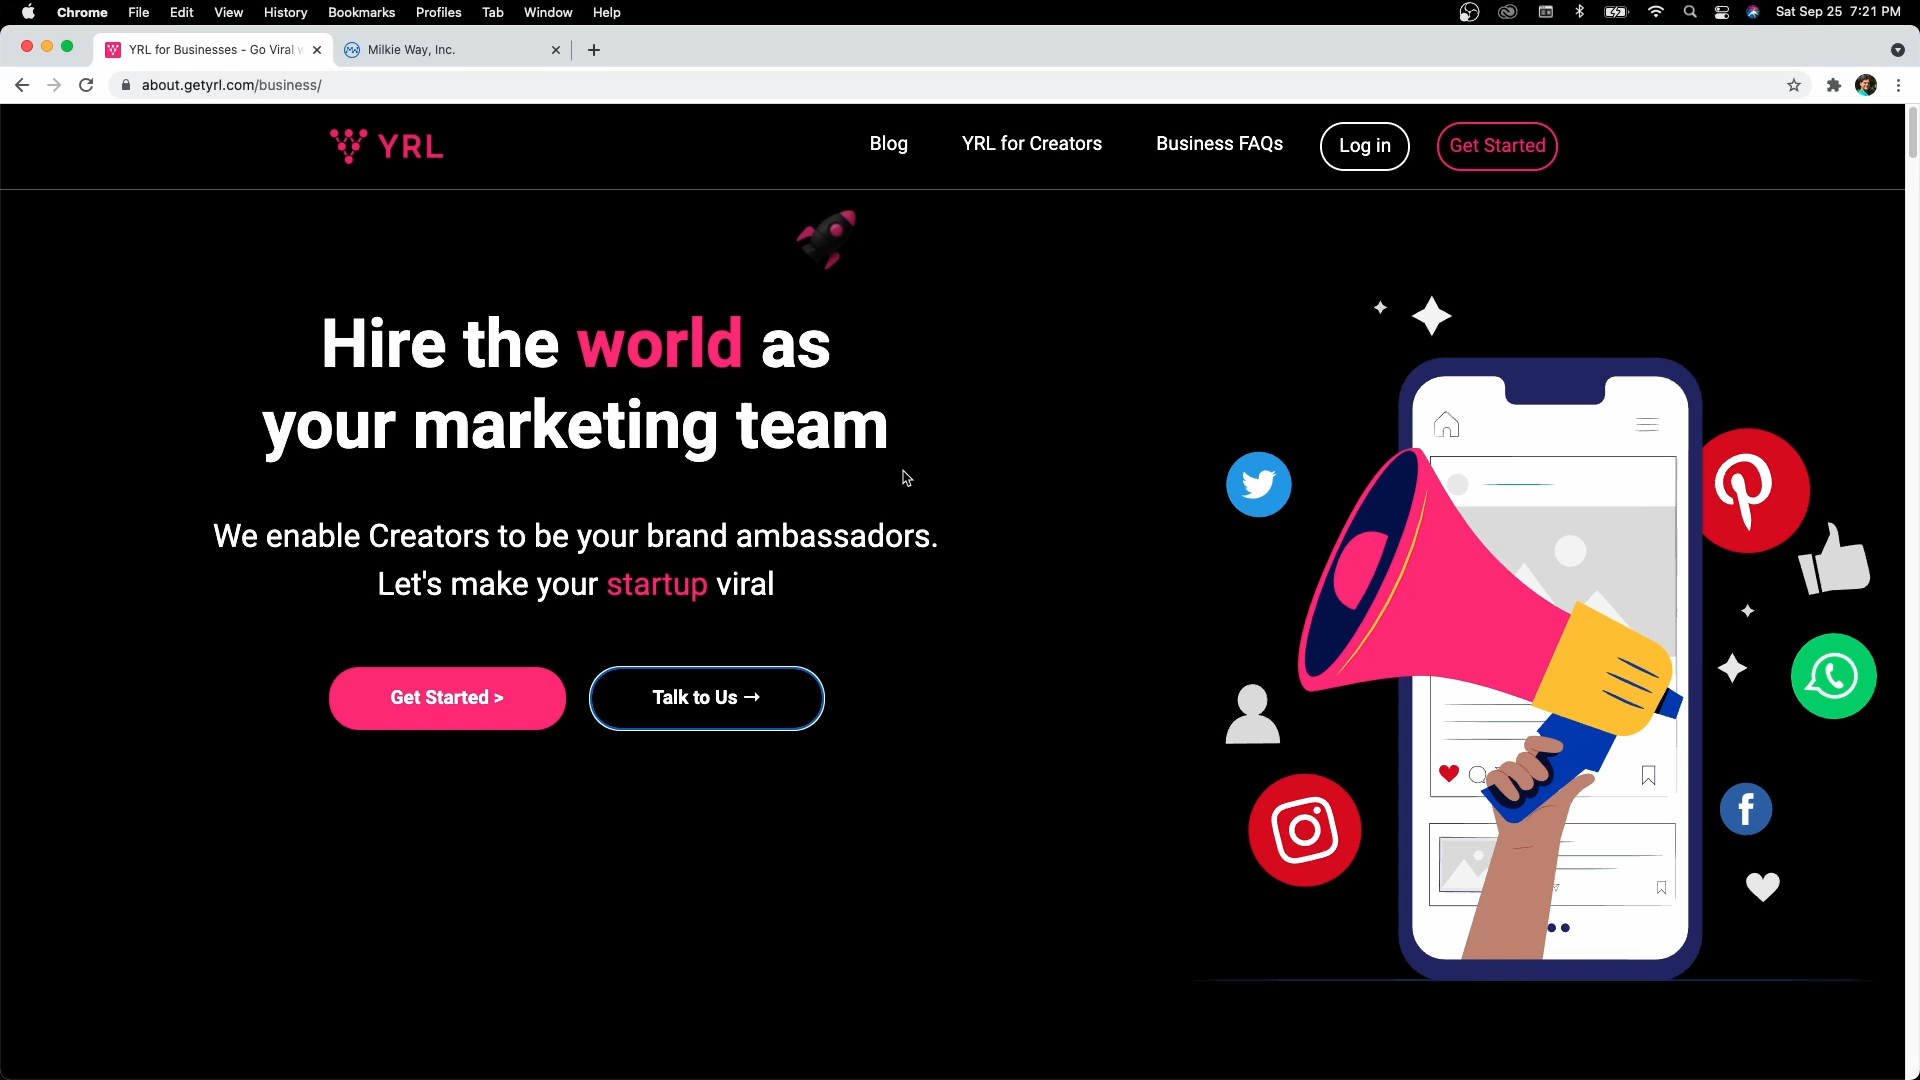 Chrome File Edit View History Bookmarks Profiles Tab Window Help Sat Sep 25 7:21 PM
YRL for Businesses - Go Viral Milkie Way, Inc.
about.getyrl.com/business/
YRL Blog YRL for Creators Business FAQs Log in Get Started
Hire the world as
your marketing team
We enable Creators to be your brand ambassadors.
Let's make your startup viral
Get Started > Talk to Us →